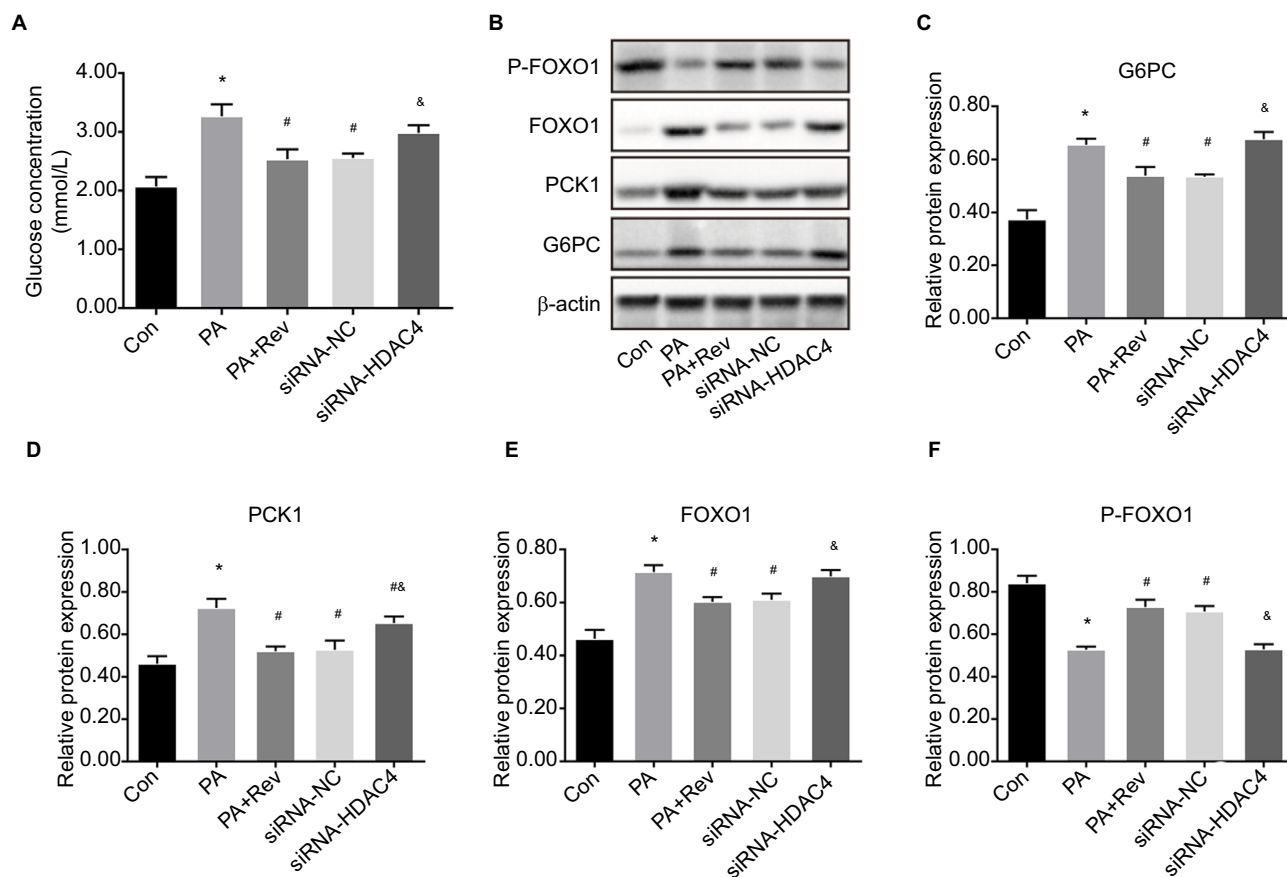 A
Glucose concentration
(mmol/L)
4.00
3.00
2.00
1.00
0.00
*
#
#
&
Con
PA
PA+Rev
siRNA-NC
siRNA-HDAC4
B
P-FOXO1
FOXO1
PCK1
G6PC
β-actin
Con
PA
PA+Rev
siRNA-NC
siRNA-HDAC4
C
G6PC
Relative protein expression
0.80
0.60
0.40
0.20
0.00
*
#
#
&
Con
PA
PA+Rev
siRNA-NC
siRNA-HDAC4
D
PCK1
Relative protein expression
1.00
0.80
0.60
0.40
0.20
0.00
*
#
#
#&
Con
PA
PA+Rev
siRNA-NC
siRNA-HDAC4
E
FOXO1
Relative protein expression
0.80
0.60
0.40
0.20
0.00
*
#
#
&
Con
PA
PA+Rev
siRNA-NC
siRNA-HDAC4
F
P-FOXO1
Relative protein expression
1.00
0.80
0.60
0.40
0.20
0.00
*
#
#
&
Con
PA
PA+Rev
siRNA-NC
siRNA-HDAC4